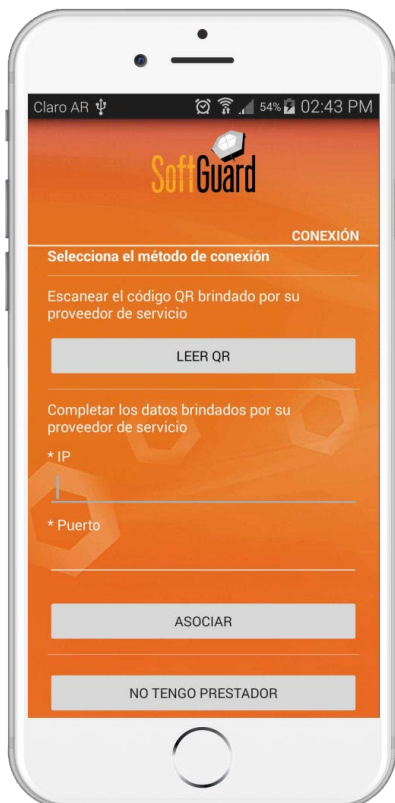 Claro AR 54% 02:43 PM
SoftGuard
CONEXIÓN
Selecciona el método de conexión
Escanear el código QR brindado por su
proveedor de servicio
LEER QR
Completar los datos brindados por su
proveedor de servicio
* IP
* Puerto
ASOCIAR
NO TENGO PRESTADOR